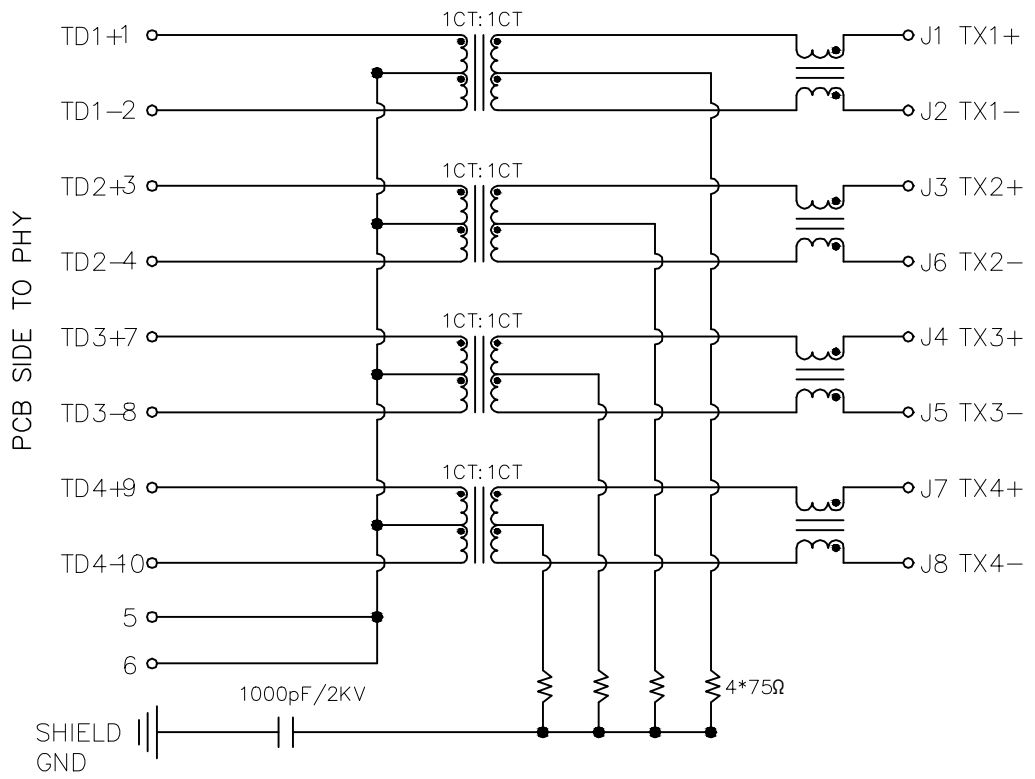 1CT:1CT
TD1+ 1 J1 TX1+
TD1- 2 J2 TX1-
1CT:1CT
TD2+ 3 J3 TX2+
TD2- 4 J6 TX2-
PCB SIDE TO PHY
1CT:1CT
TD3+ 7 J4 TX3+
TD3- 8 J5 TX3-
1CT:1CT
TD4+ 9 J7 TX4+
TD4- 10 J8 TX4-
5
6
1000pF/2KV
4*75Ω
SHIELD
GND